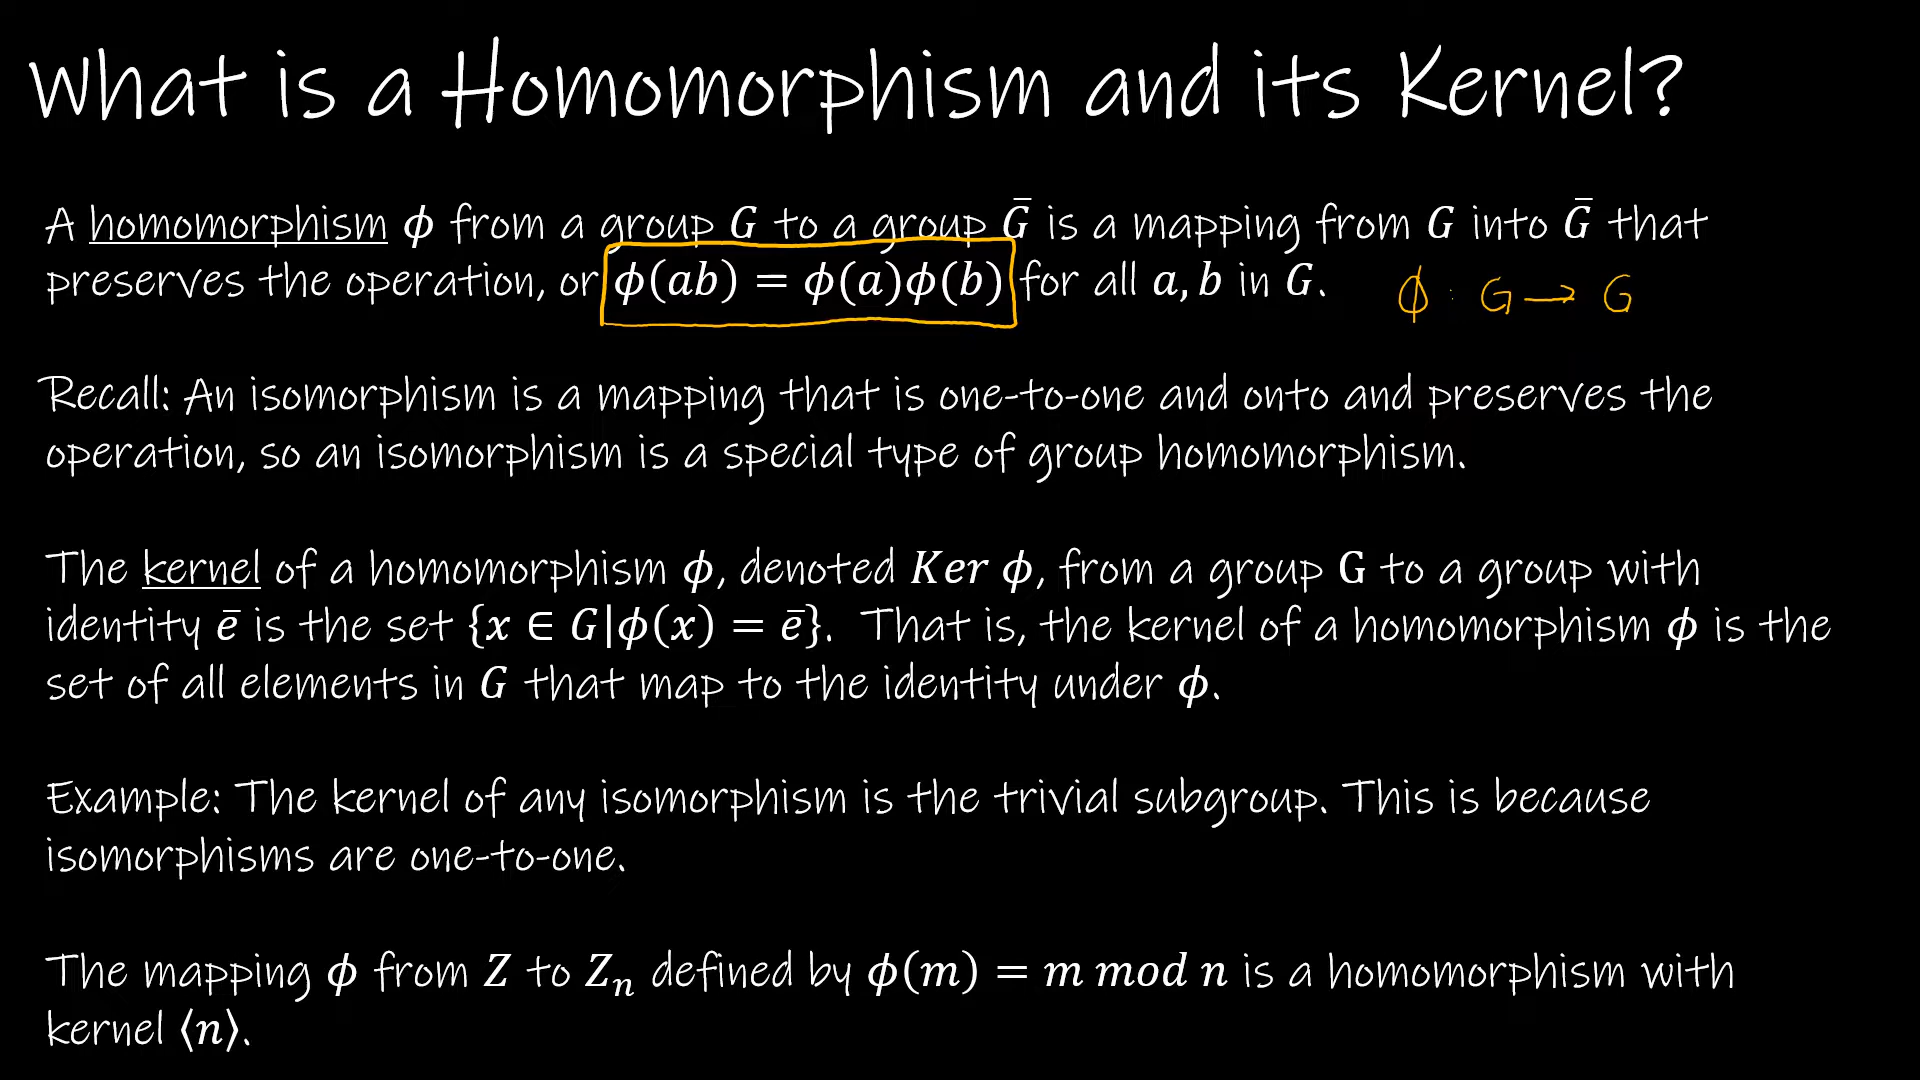 What is a Homomorphism and its Kernel?
A homomorphism ϕ from a group G to a group Ḡ is a mapping from G into Ḡ that
preserves the operation, or ϕ(ab) = ϕ(a)ϕ(b) for all a, b in G.
ϕ : G → G
Recall: An isomorphism is a mapping that is one-to-one and onto and preserves the
operation, so an isomorphism is a special type of group homomorphism.
The kernel of a homomorphism ϕ, denoted Ker ϕ, from a group G to a group with
identity ē is the set {x ∈ G|ϕ(x) = ē}. That is, the kernel of a homomorphism ϕ is the
set of all elements in G that map to the identity under ϕ.
Example: The kernel of any isomorphism is the trivial subgroup. This is because
isomorphisms are one-to-one.
The mapping ϕ from Z to Zₙ defined by ϕ(m) = m mod n is a homomorphism with
kernel ⟨n⟩.